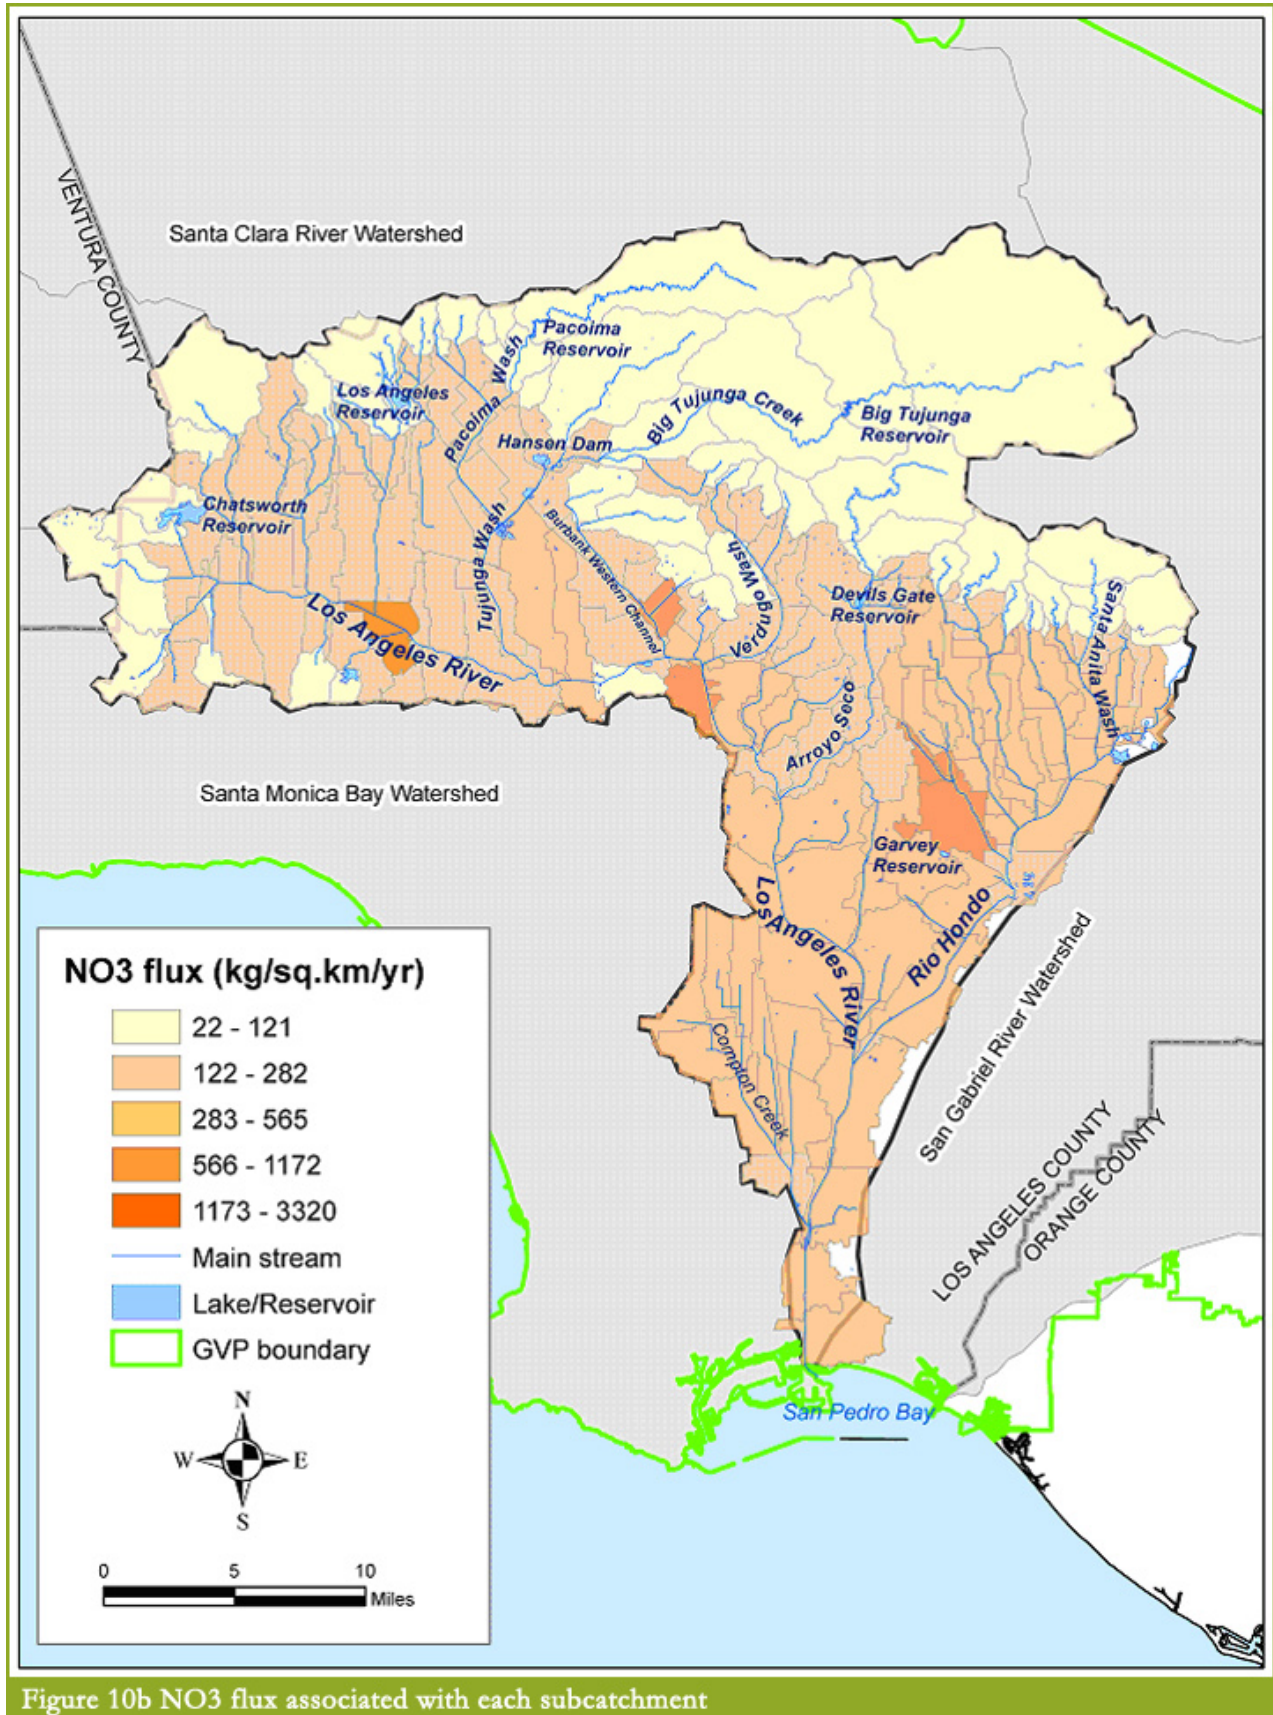 VENTURA COUNTY
Santa Clara River Watershed
Pacoima
Reservoir
Pacoima Wash
Los Angeles
Reservoir
Hansen Dam
Big Tujunga Creek
Big Tujunga
Reservoir
Chatsworth
Reservoir
Tujunga Wash
Burbank Western Channel
Verdugo Wash
Devils Gate
Reservoir
Santa Anita Wash
Los Angeles River
Arroyo Seco
Santa Monica Bay Watershed
Garvey
Reservoir
Los Angeles River
Rio Hondo
Compton Creek
San Gabriel River Watershed
LOS ANGELES COUNTY
ORANGE COUNTY
San Pedro Bay
NO3 flux (kg/sq.km/yr)
22 - 121
122 - 282
283 - 565
566 - 1172
1173 - 3320
Main stream
Lake/Reservoir
GVP boundary
N
W E
S
0 5 10
Miles
Figure 10b NO3 flux associated with each subcatchment